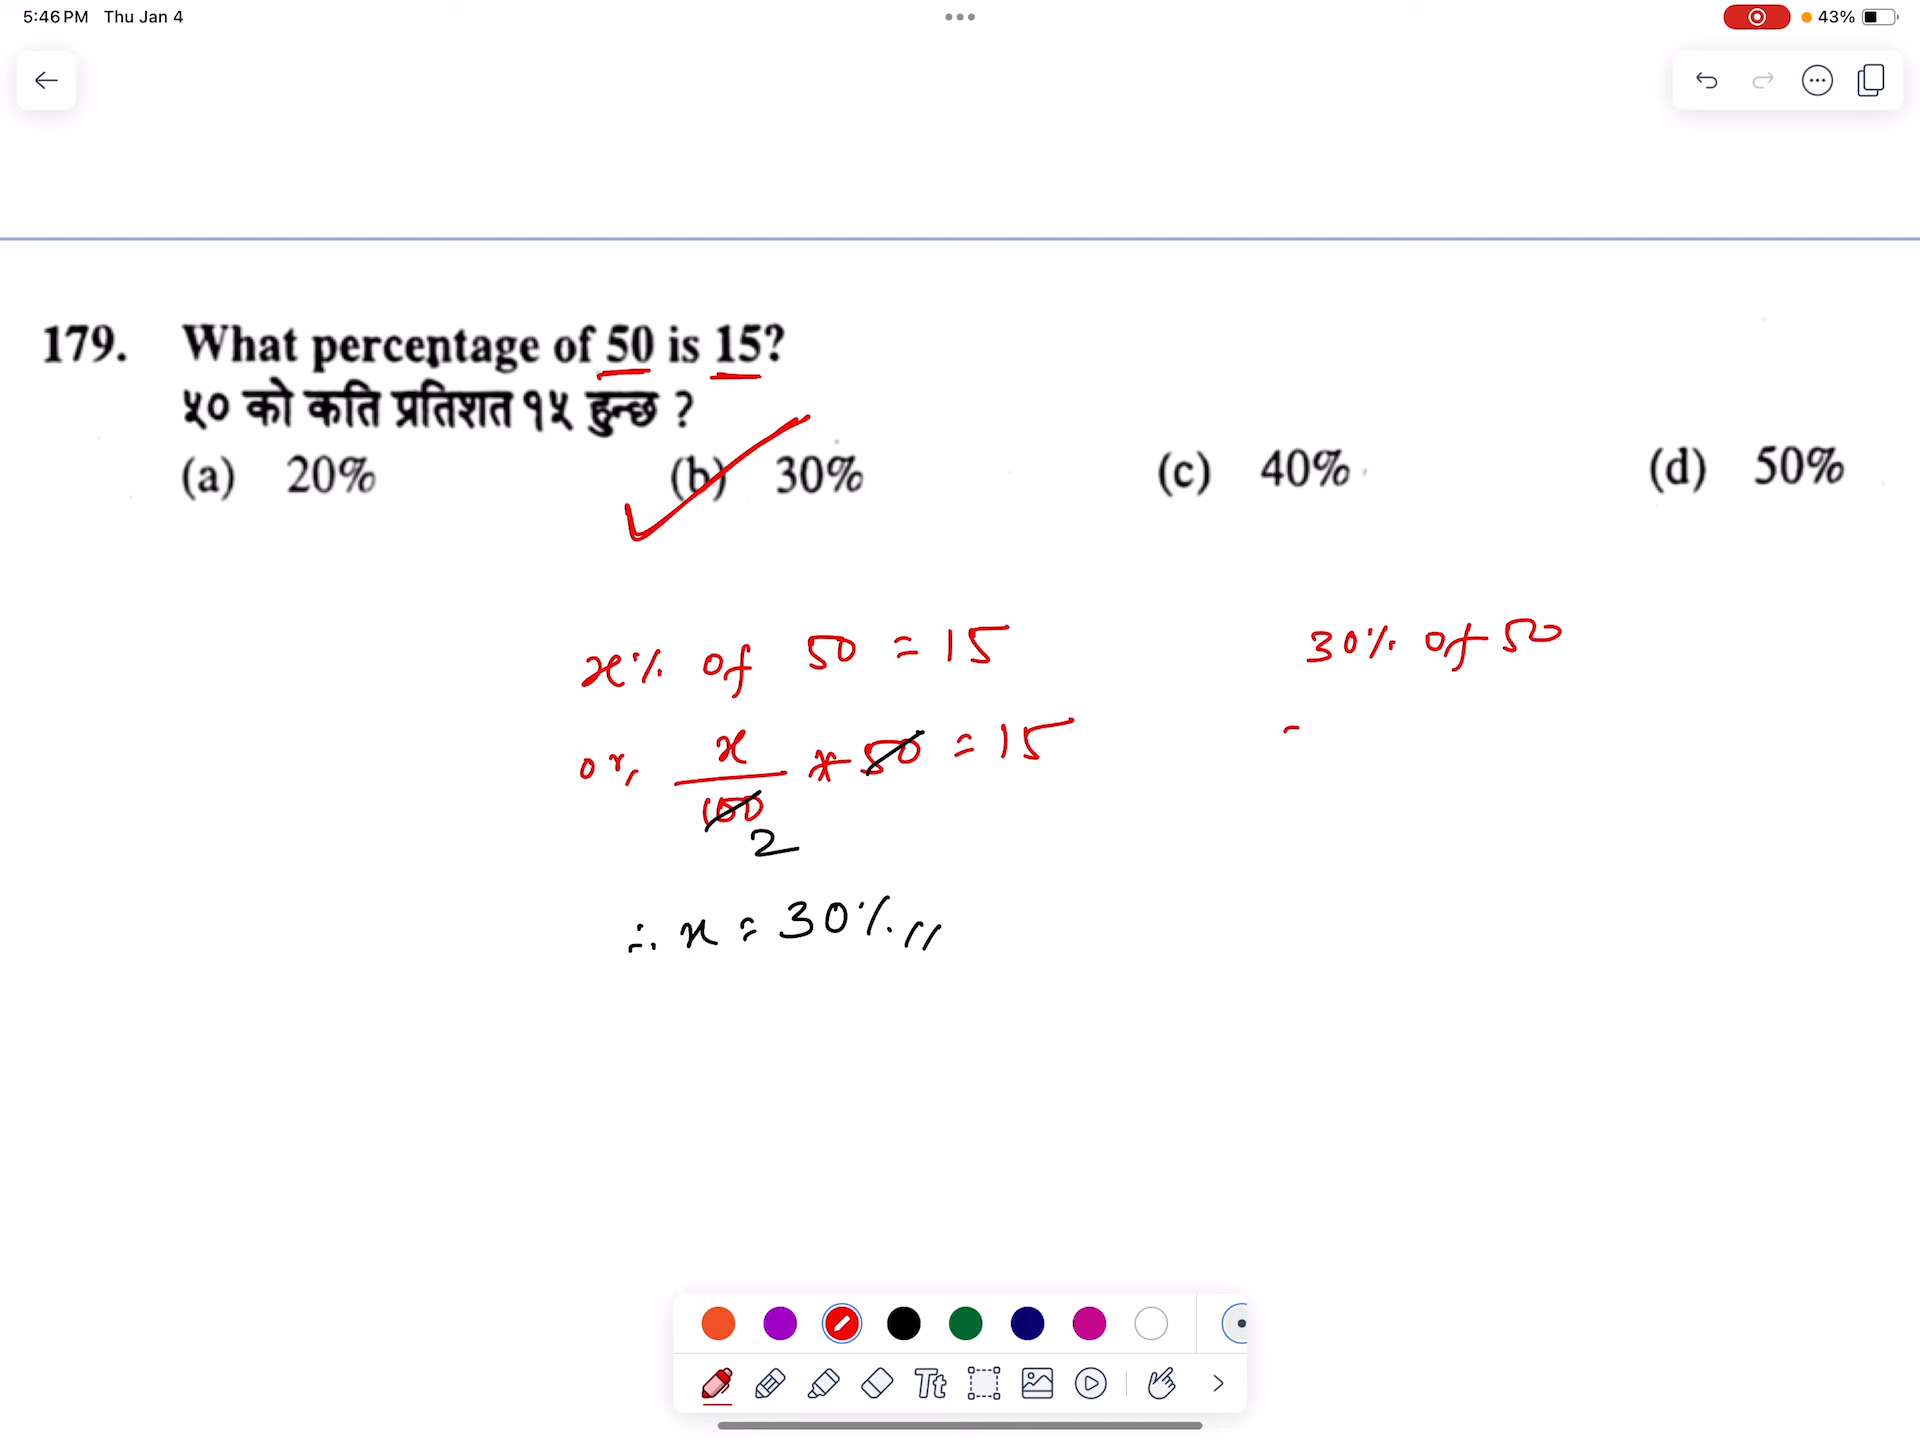 5:46 PM Thu Jan 4
43%
179. What percentage of 50 is 15?
५० को कति प्रतिशत १५ हुन्छ ?
(a) 20% (b) 30% (c) 40% (d) 50%
x% of 50 = 15
30% of 50
or, x/100 * 50 = 15
2
∴ x = 30% //
Tt